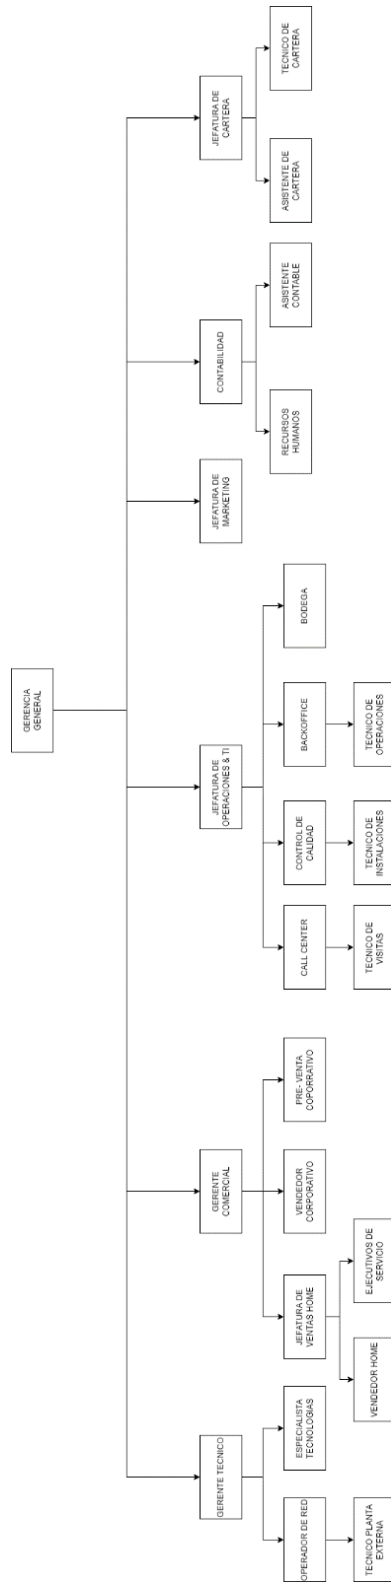 GERENCIA
GENERAL
GERENTE TECNICO
GERENTE
COMERCIAL
JEFATURA DE
OPERACIONES & TI
JEFATURA DE
MARKETING
CONTABILIDAD
JEFATURA DE
CARTERA
OPERADOR DE RED
ESPECIALISTA
TECNOLOGIAS
JEFATURA DE
VENTAS HOME
VENDEDOR
CORPORATIVO
PRE- VENTA
COPORRATIVO
CALL CENTER
CONTROL DE
CALIDAD
BACKOFFICE
BODEGA
RECURSOS
HUMANOS
ASISTENTE
CONTABLE
ASISTENTE DE
CARTERA
TECNICO DE
CARTERA
TECNICO PLANTA
EXTERNA
VENDEDOR HOME
EJECUTIVOS DE
SERVICIO
TECNICO DE
VISITAS
TECNICO DE
INSTALACIONES
TECNICO DE
OPERACIONES